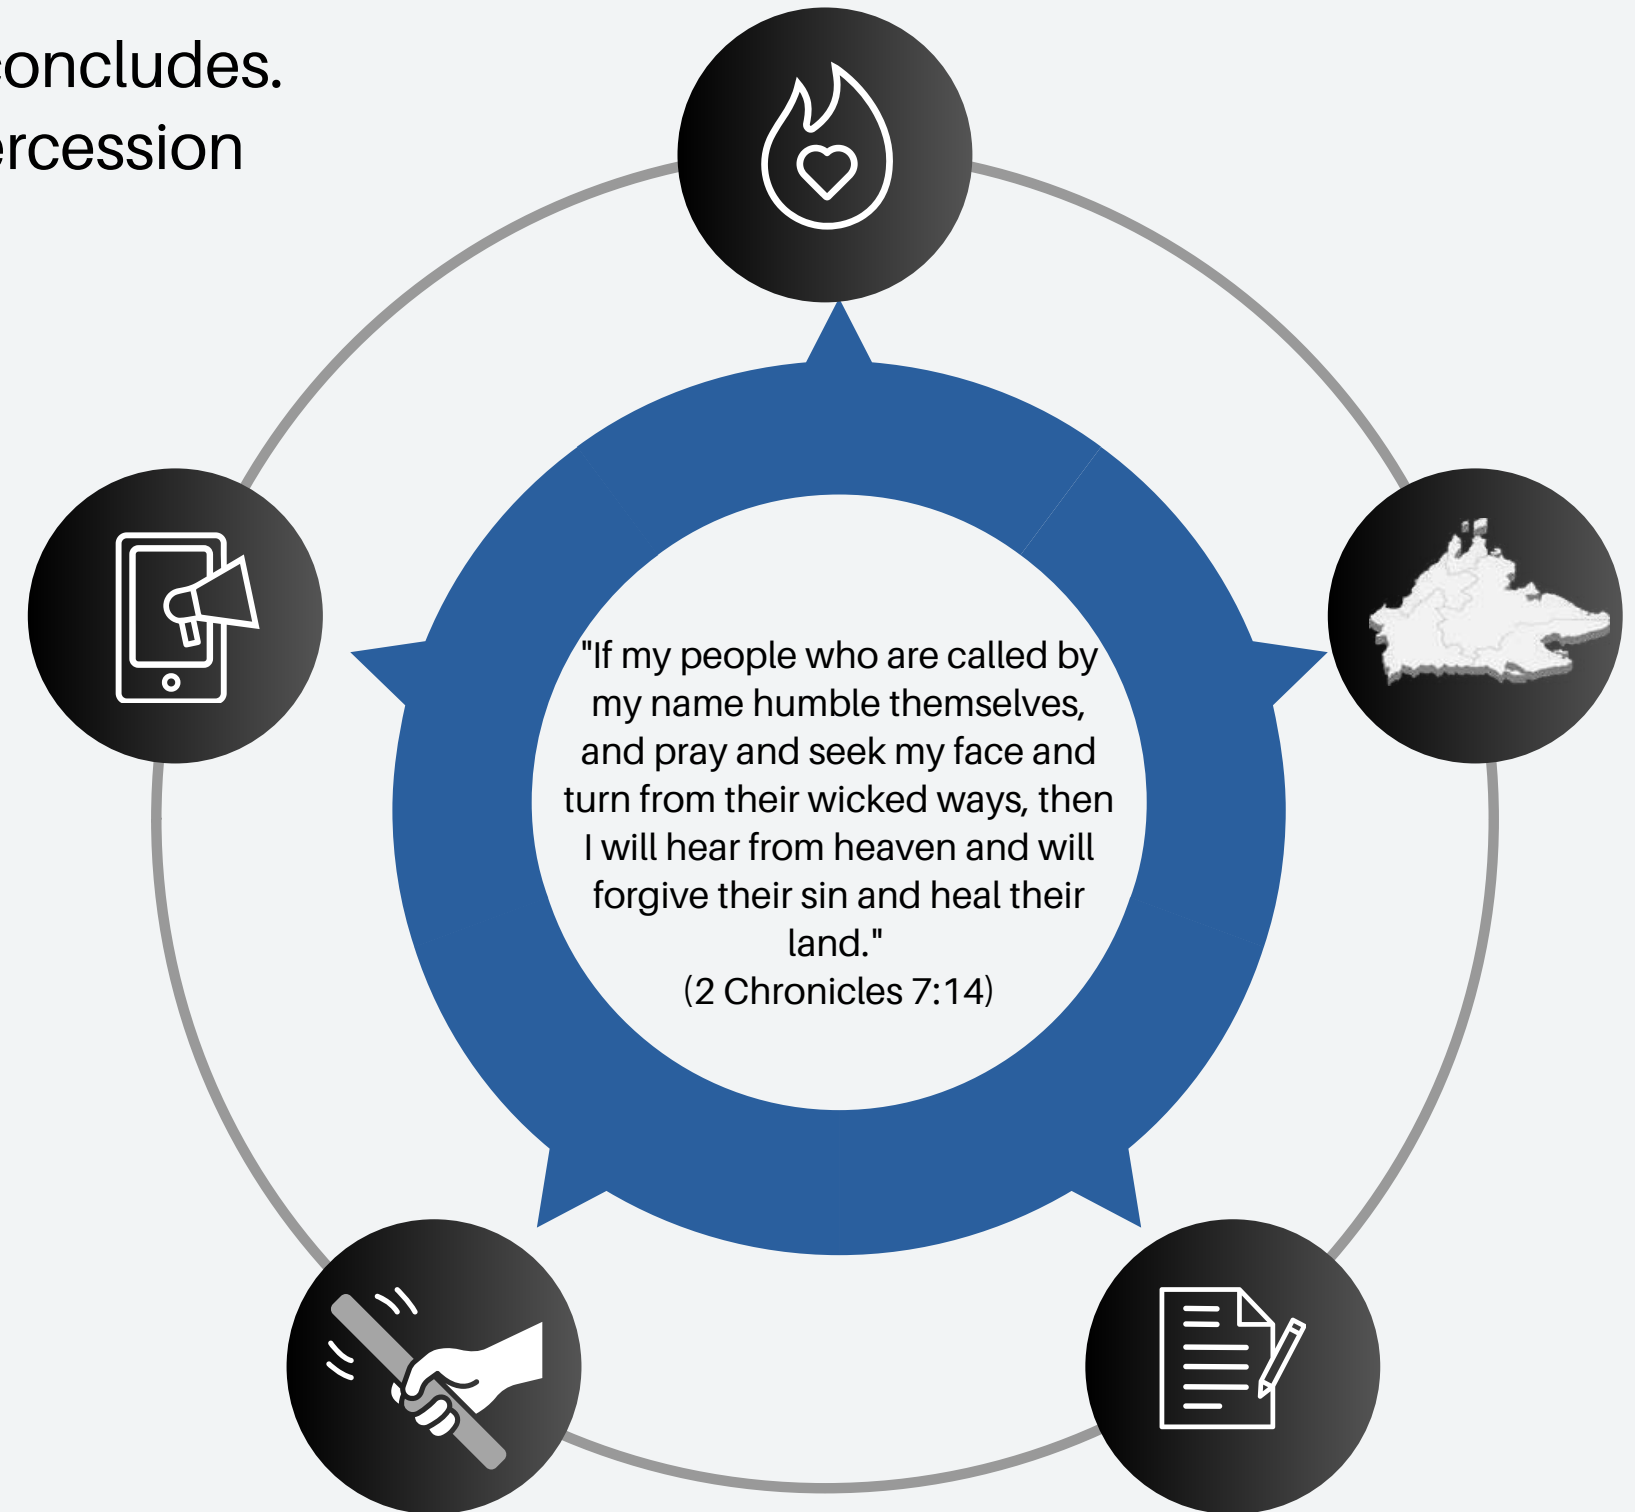 concludes.
ercession
"If my people who are called by
my name humble themselves,
and pray and seek my face and
turn from their wicked ways, then
I will hear from heaven and will
forgive their sin and heal their
land."
(2 Chronicles 7:14)